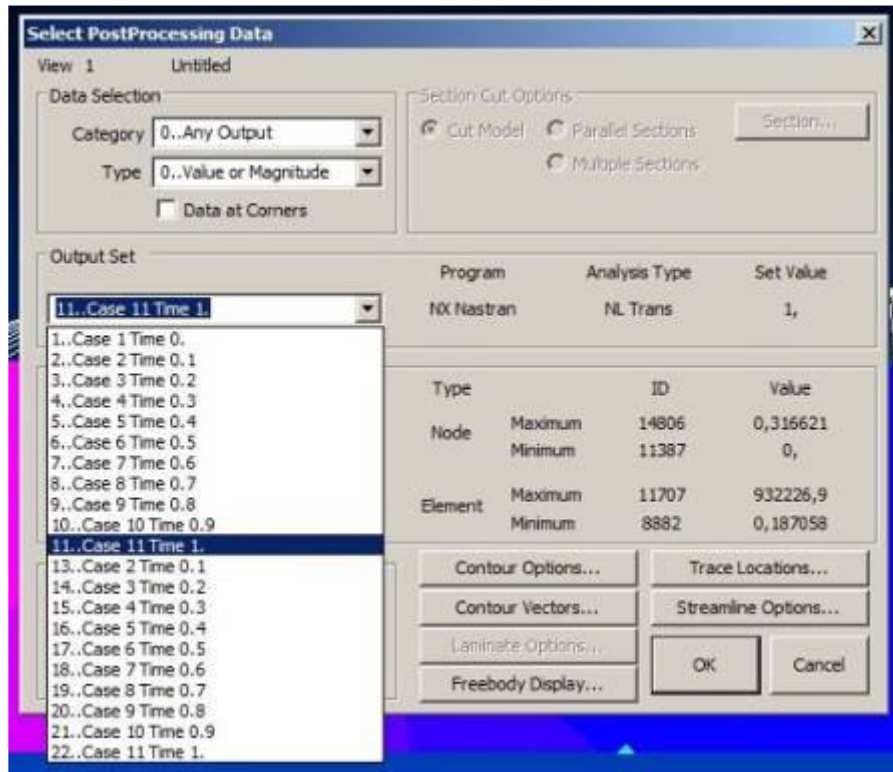 Select PostProcessing Data
View 1 Untitled
Data Selection
Category 0..Any Output
Type 0..Value or Magnitude
Data at Corners
Section Cut Options
Cut Model Parallel Sections
Multiple Sections
Section...
Output Set
11..Case 11 Time 1.
Program Analysis Type Set Value
NX Nastran NL Trans 1,
1..Case 1 Time 0.
2..Case 2 Time 0.1
3..Case 3 Time 0.2
4..Case 4 Time 0.3
5..Case 5 Time 0.4
6..Case 6 Time 0.5
7..Case 7 Time 0.6
8..Case 8 Time 0.7
9..Case 9 Time 0.8
10..Case 10 Time 0.9
11..Case 11 Time 1.
13..Case 2 Time 0.1
14..Case 3 Time 0.2
15..Case 4 Time 0.3
16..Case 5 Time 0.4
17..Case 6 Time 0.5
18..Case 7 Time 0.6
19..Case 8 Time 0.7
20..Case 9 Time 0.8
21..Case 10 Time 0.9
22..Case 11 Time 1.
Type ID Value
Node Maximum 14806 0,316621
Minimum 11387 0,
Element Maximum 11707 932226,9
Minimum 8882 0,187058
Contour Options... Trace Locations...
Contour Vectors... Streamline Options...
Laminate Options...
Freebody Display...
OK Cancel